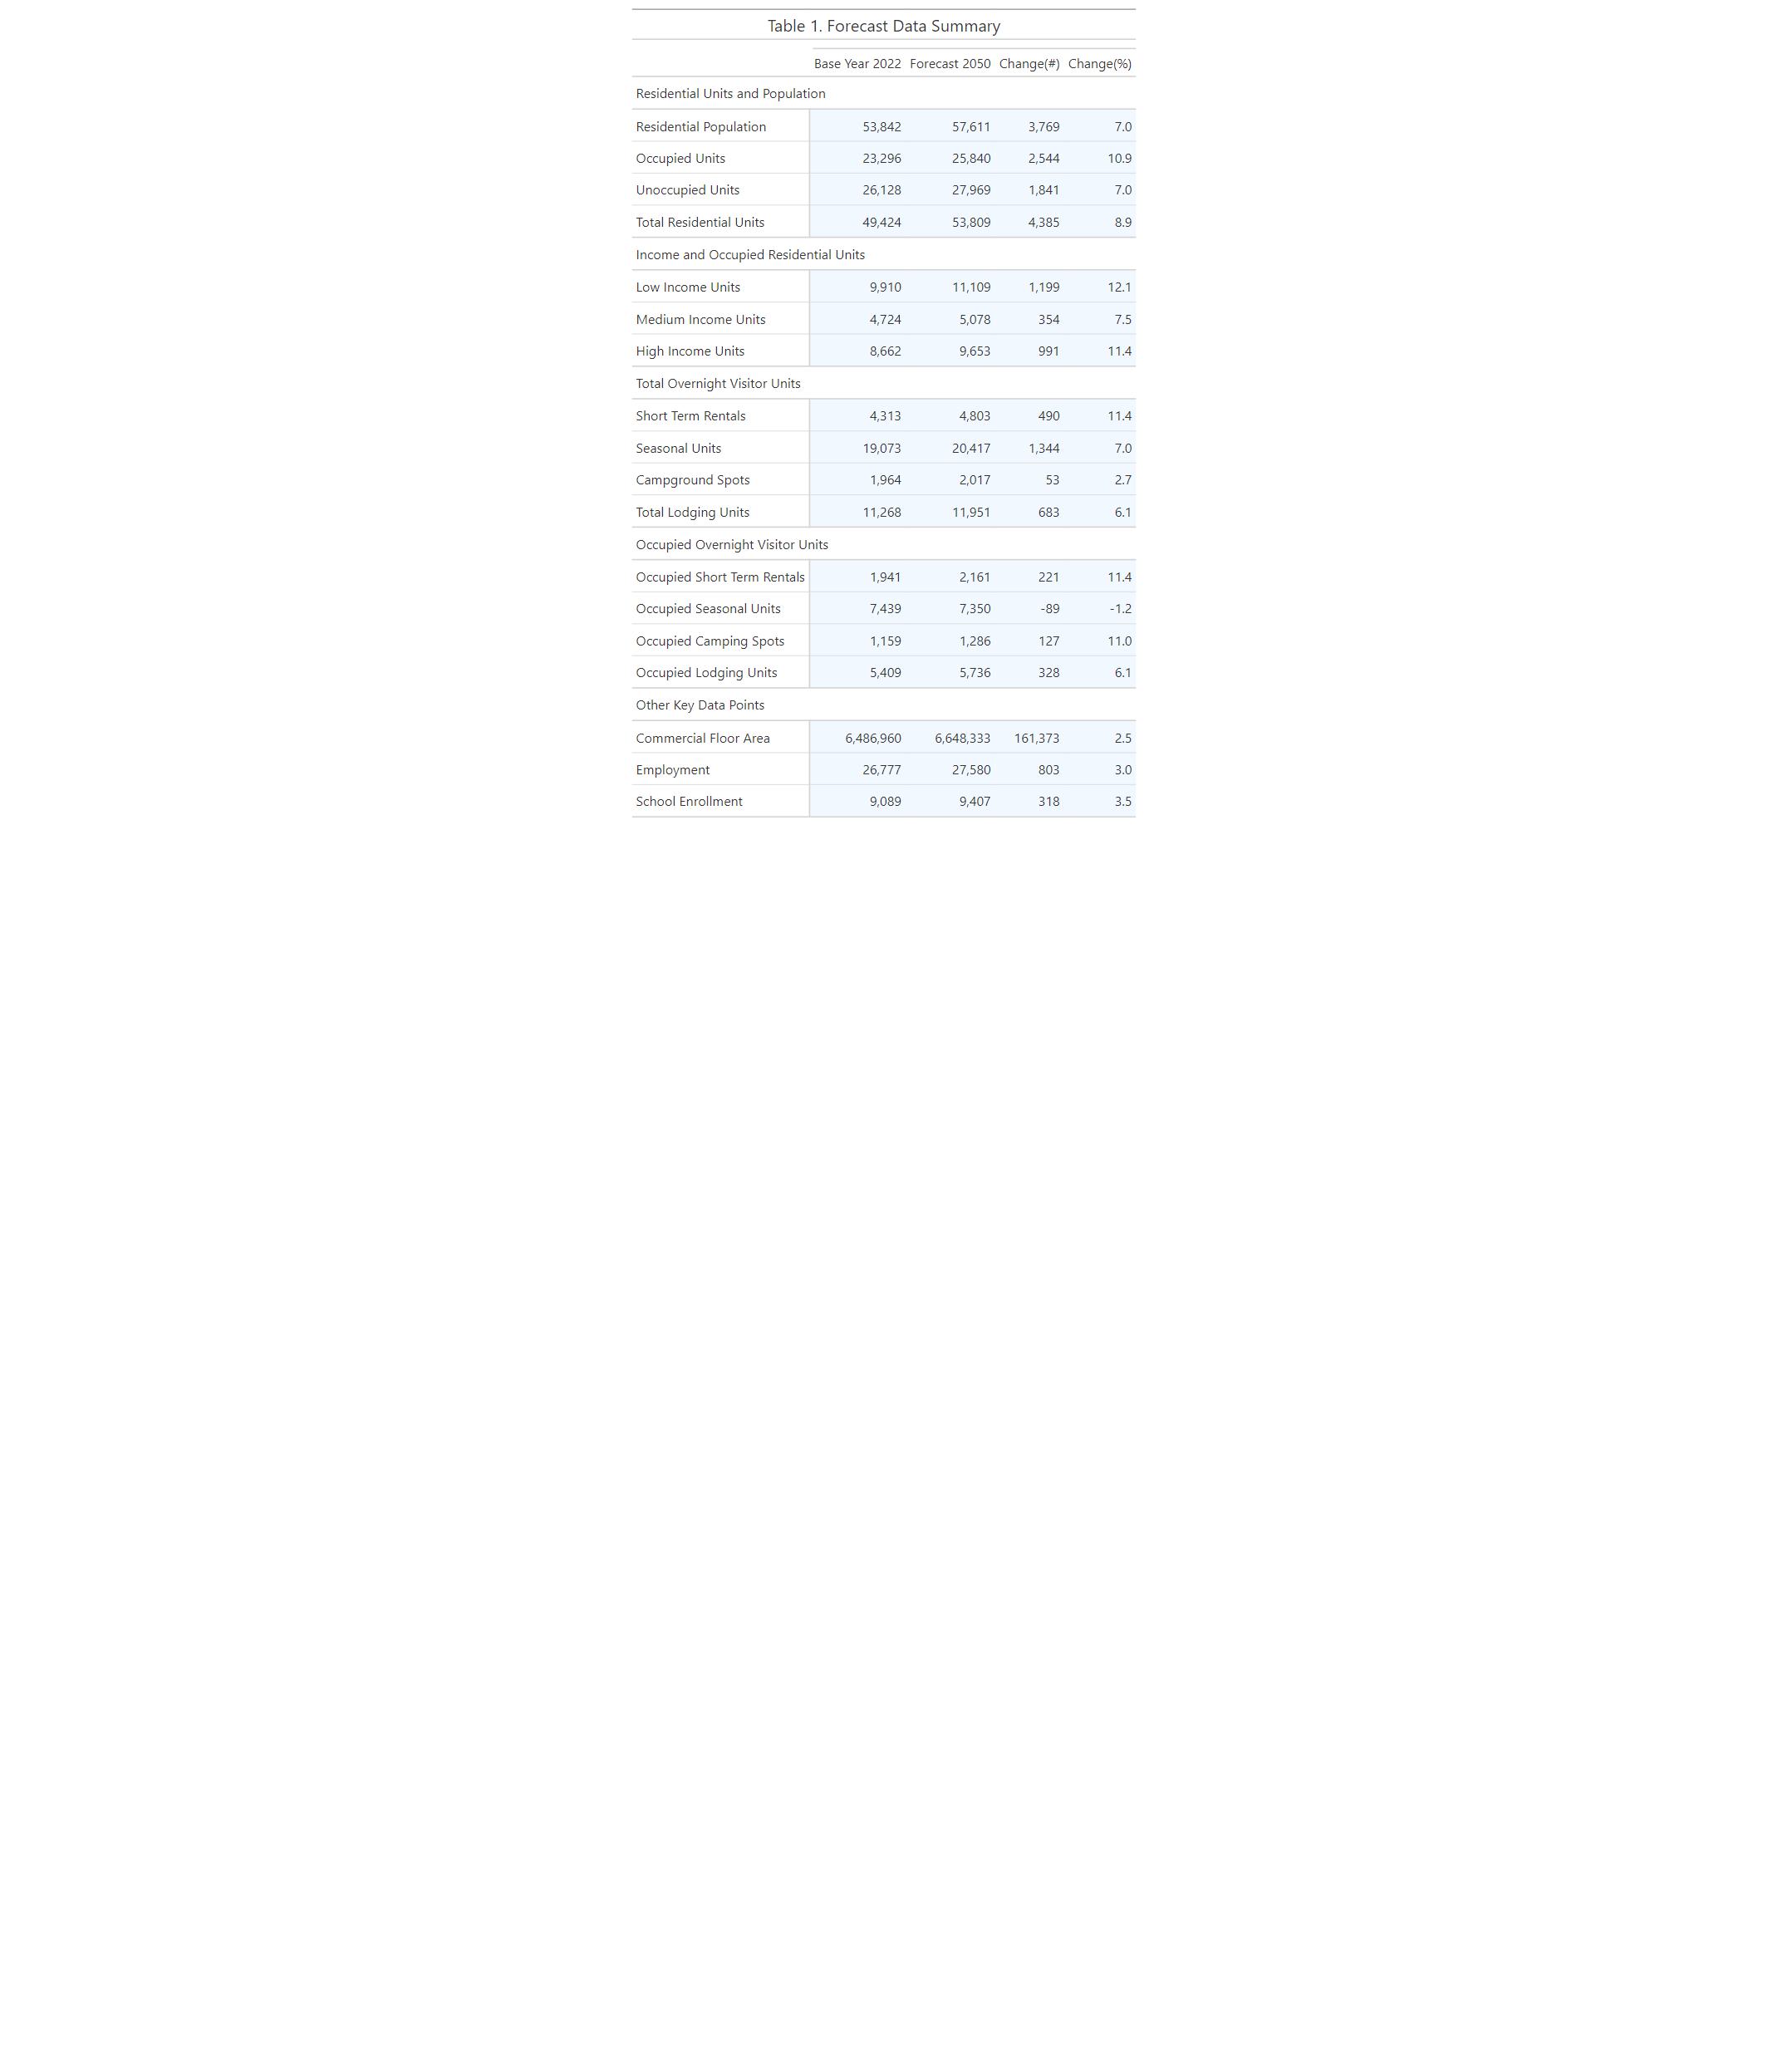 Table 1. Forecast Data Summary
Base Year 2022 Forecast 2050 Change(#) Change(%)
Residential Units and Population
Residential Population 53,842 57,611 3,769 7.0
Occupied Units 23,296 25,840 2,544 10.9
Unoccupied Units 26,128 27,969 1,841 7.0
Total Residential Units 49,424 53,809 4,385 8.9
Income and Occupied Residential Units
Low Income Units 9,910 11,109 1,199 12.1
Medium Income Units 4,724 5,078 354 7.5
High Income Units 8,662 9,653 991 11.4
Total Overnight Visitor Units
Short Term Rentals 4,313 4,803 490 11.4
Seasonal Units 19,073 20,417 1,344 7.0
Campground Spots 1,964 2,017 53 2.7
Total Lodging Units 11,268 11,951 683 6.1
Occupied Overnight Visitor Units
Occupied Short Term Rentals 1,941 2,161 221 11.4
Occupied Seasonal Units 7,439 7,350 -89 -1.2
Occupied Camping Spots 1,159 1,286 127 11.0
Occupied Lodging Units 5,409 5,736 328 6.1
Other Key Data Points
Commercial Floor Area 6,486,960 6,648,333 161,373 2.5
Employment 26,777 27,580 803 3.0
School Enrollment 9,089 9,407 318 3.5